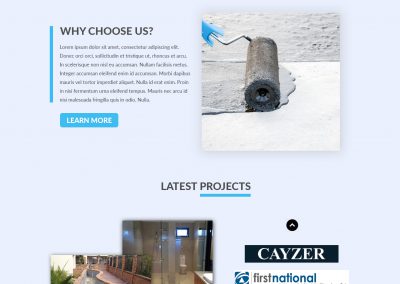 WHY CHOOSE US?
Lorem ipsum dolor sit amet, consectetur adipiscing elit.
Donec orci orci, sollicitudin et tristique ut, rhoncus et arcu.
In scelerisque non nisl eu accumsan. Nullam facilisis metus.
Integer accumsan eleifend enim id accumsan. Morbi dapibus
mauris vel tortor imperdiet aliquet. Nulla id erat enim. Proin
in nisl fermentum urna eleifend tempus. Mauris nec arcu id
nisi malesuada fringilla quis in odio. Nulla.
LEARN MORE
LATEST PROJECTS
CAYZER
firstnational